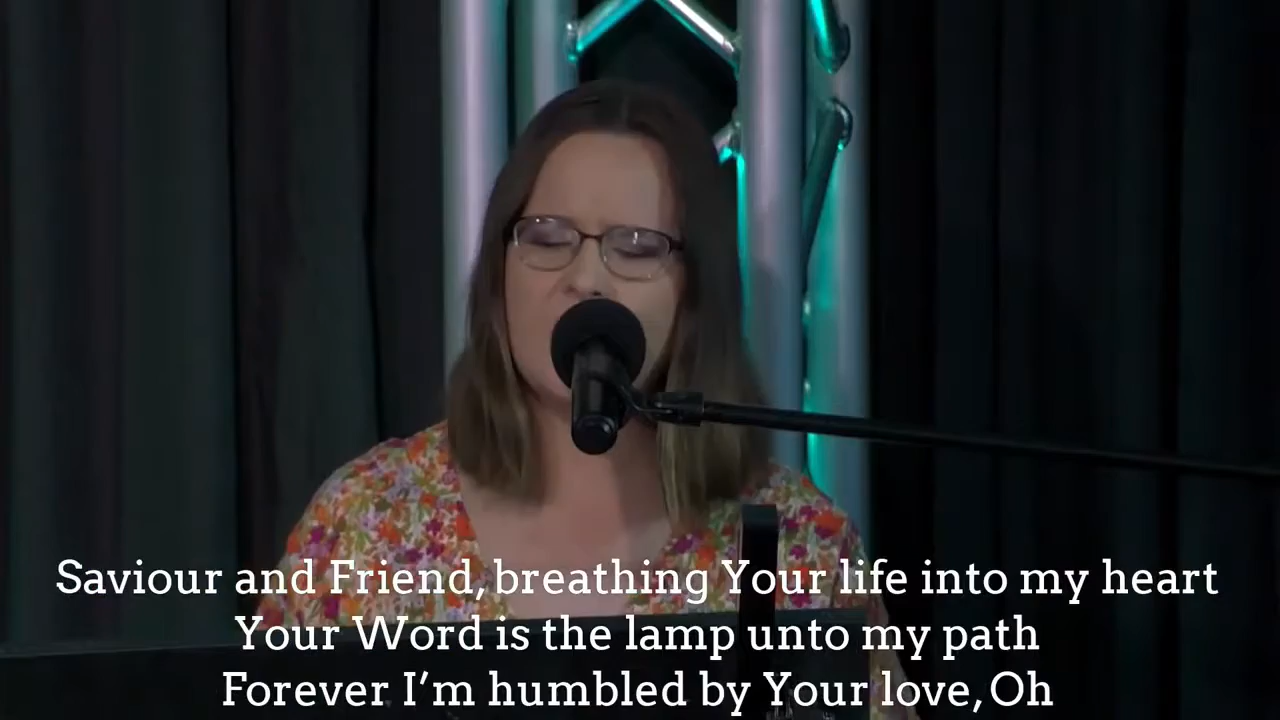 Saviour and Friend, breathing Your life into my heart
Your Word is the lamp unto my path
Forever I’m humbled by Your love, Oh